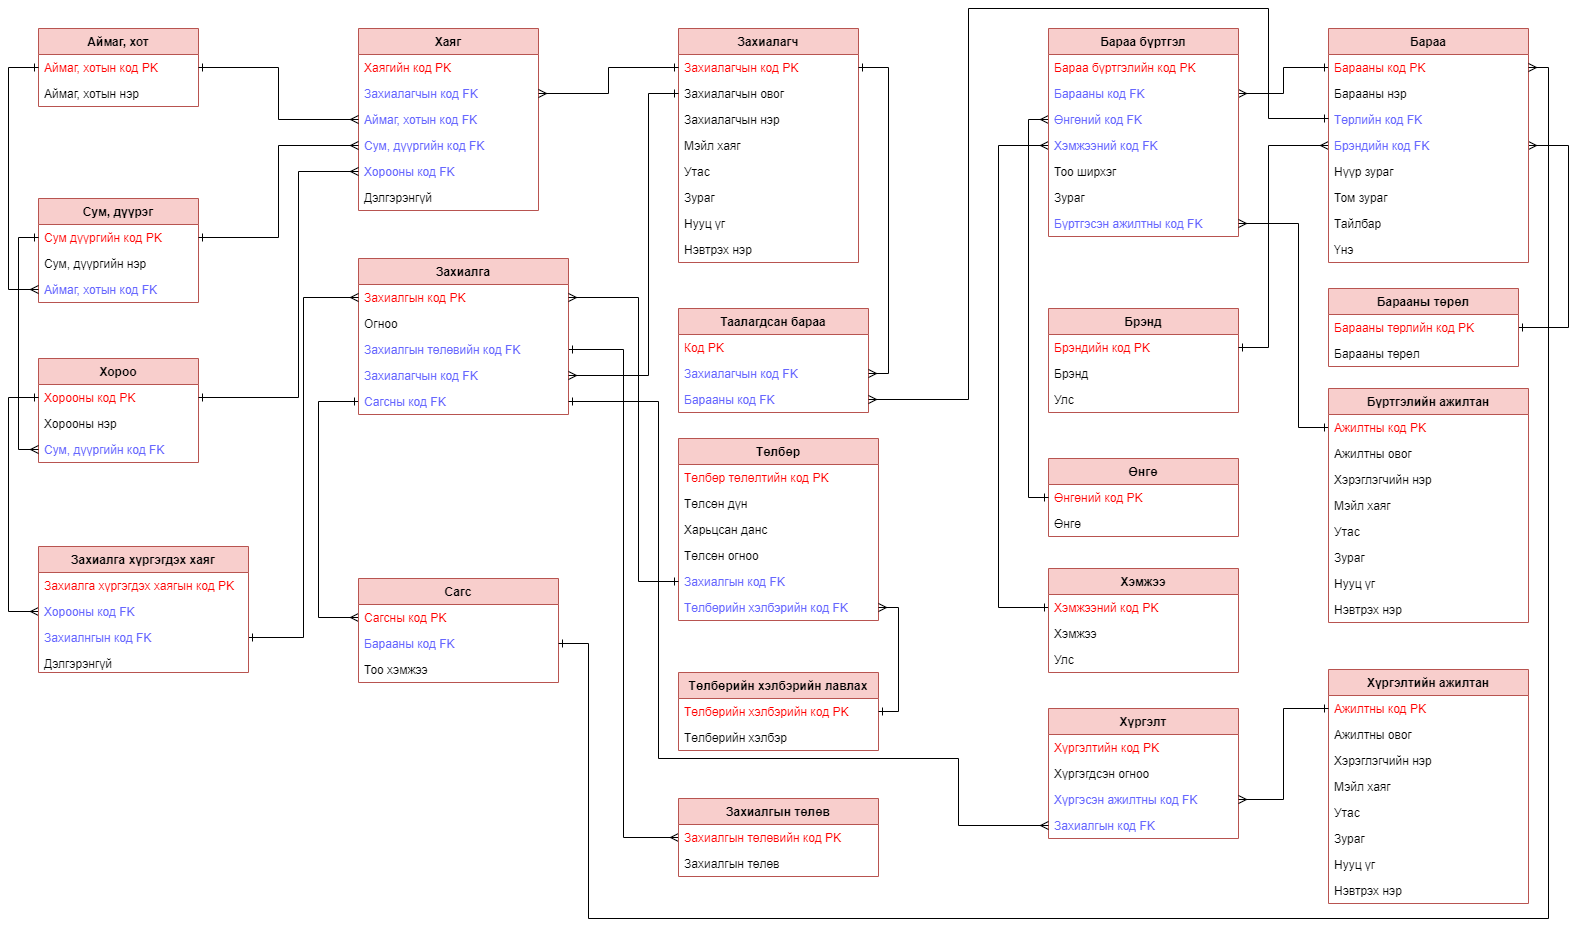 Аймаг, хот
Аймаг, хотын код PK
Аймаг, хотын нэр
Сум, дүүрэг
Сум дүүргийн код PK
Сум, дүүргийн нэр
Аймаг, хотын код FK
Хороо
Хорооны код PK
Хорооны нэр
Сум, дүүргийн код FK
Захиалга хүргэгдэх хаяг
Захиалга хүргэгдэх хаягын код PK
Хорооны код FK
Захиалнгын код FK
Дэлгэрэнгүй
Хаяг
Хаягийн код PK
Захиалагчын код FK
Аймаг, хотын код FK
Сум, дүүргийн код FK
Хорооны код FK
Дэлгэрэнгүй
Захиалга
Захиалгын код PK
Огноо
Захиалгын төлөвийн код FK
Захиалагчын код FK
Сагсны код FK
Сагс
Сагсны код PK
Барааны код FK
Тоо хэмжээ
Захиалагч
Захиалагчын код PK
Захиалагчын овог
Захиалагчын нэр
Мэйл хаяг
Утас
Зураг
Нууц үг
Нэвтрэх нэр
Таалагдсан бараа
Код PK
Захиалагчын код FK
Барааны код FK
Төлбөр
Төлбөр төлөлтийн код PK
Төлсөн дүн
Харьцсан данс
Төлсөн огноо
Захиалгын код FK
Төлбөрийн хэлбэрийн код FK
Төлбөрийн хэлбэрийн лавлах
Төлбөрийн хэлбэрийн код PK
Төлбөрийн хэлбэр
Захиалгын төлөв
Захиалгын төлөвийн код PK
Захиалгын төлөв
Бараа бүртгэл
Бараа бүртгэлийн код PK
Барааны код FK
Өнгөний код FK
Хэмжээний код FK
Тоо ширхэг
Зураг
Бүртгэсэн ажилтны код FK
Брэнд
Брэндийн код PK
Брэнд
Улс
Өнгө
Өнгөний код PK
Өнгө
Хэмжээ
Хэмжээний код PK
Хэмжээ
Улс
Хүргэлт
Хүргэлтийн код PK
Хүргэгдсэн огноо
Хүргэсэн ажилтны код FK
Захиалгын код FK
Бараа
Барааны код PK
Барааны нэр
Төрлийн код FK
Брэндийн код FK
Нүүр зураг
Том зураг
Тайлбар
Үнэ
Барааны төрөл
Барааны төрлийн код PK
Барааны төрөл
Бүртгэлийн ажилтан
Ажилтны код PK
Ажилтны овог
Хэрэглэгчийн нэр
Мэйл хаяг
Утас
Зураг
Нууц үг
Нэвтрэх нэр
Хүргэлтийн ажилтан
Ажилтны код PK
Ажилтны овог
Хэрэглэгчийн нэр
Мэйл хаяг
Утас
Зураг
Нууц үг
Нэвтрэх нэр